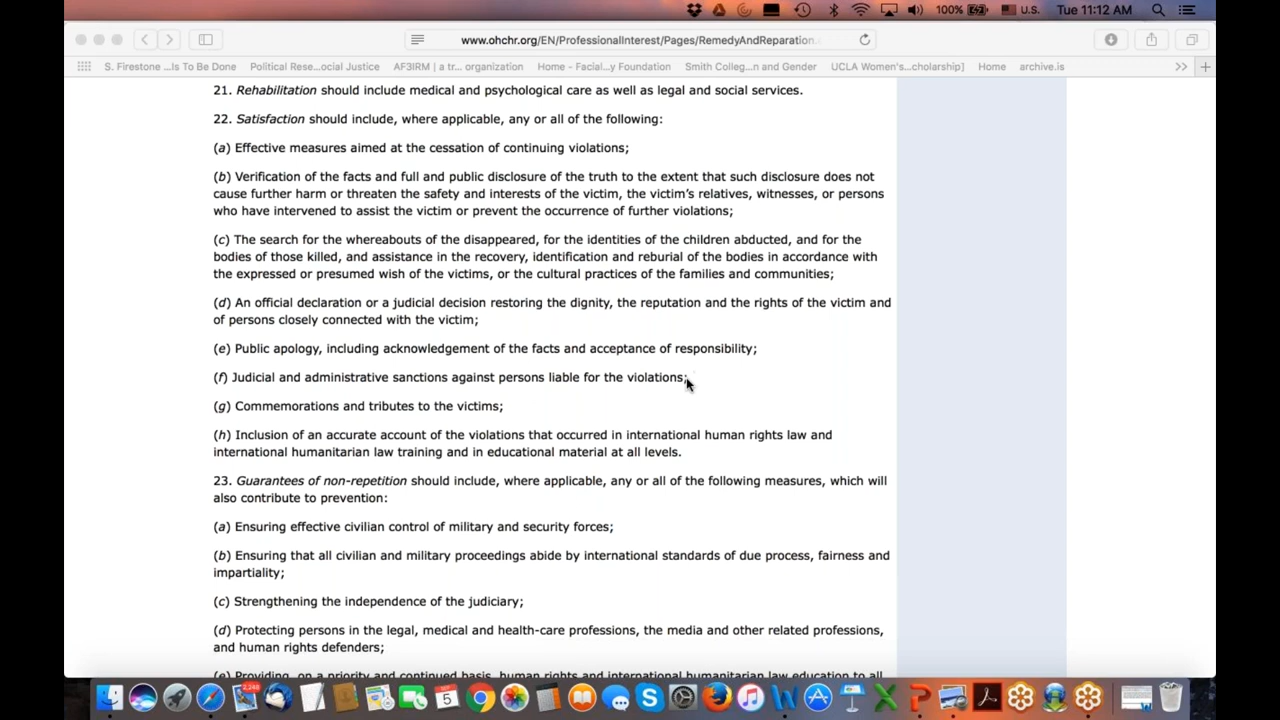 100%
U.S.
Tue 11:12 AM
www.ohchr.org/EN/ProfessionalInterest/Pages/RemedyAndReparation.
S. Firestone ...Is To Be Done
Political Rese...ocial Justice
AF3IRM | a tr... organization
Home - Facial...y Foundation
Smith Colleg...n and Gender
UCLA Women's...cholarship]
Home
archive.is
21. Rehabilitation should include medical and psychological care as well as legal and social services.
22. Satisfaction should include, where applicable, any or all of the following:
(a) Effective measures aimed at the cessation of continuing violations;
(b) Verification of the facts and full and public disclosure of the truth to the extent that such disclosure does not
cause further harm or threaten the safety and interests of the victim, the victim's relatives, witnesses, or persons
who have intervened to assist the victim or prevent the occurrence of further violations;
(c) The search for the whereabouts of the disappeared, for the identities of the children abducted, and for the
bodies of those killed, and assistance in the recovery, identification and reburial of the bodies in accordance with
the expressed or presumed wish of the victims, or the cultural practices of the families and communities;
(d) An official declaration or a judicial decision restoring the dignity, the reputation and the rights of the victim and
of persons closely connected with the victim;
(e) Public apology, including acknowledgement of the facts and acceptance of responsibility;
(f) Judicial and administrative sanctions against persons liable for the violations;
(g) Commemorations and tributes to the victims;
(h) Inclusion of an accurate account of the violations that occurred in international human rights law and
international humanitarian law training and in educational material at all levels.
23. Guarantees of non-repetition should include, where applicable, any or all of the following measures, which will
also contribute to prevention:
(a) Ensuring effective civilian control of military and security forces;
(b) Ensuring that all civilian and military proceedings abide by international standards of due process, fairness and
impartiality;
(c) Strengthening the independence of the judiciary;
(d) Protecting persons in the legal, medical and health-care professions, the media and other related professions,
and human rights defenders;
(e) Providing, on a priority and continued basis, human rights and international humanitarian law education to all